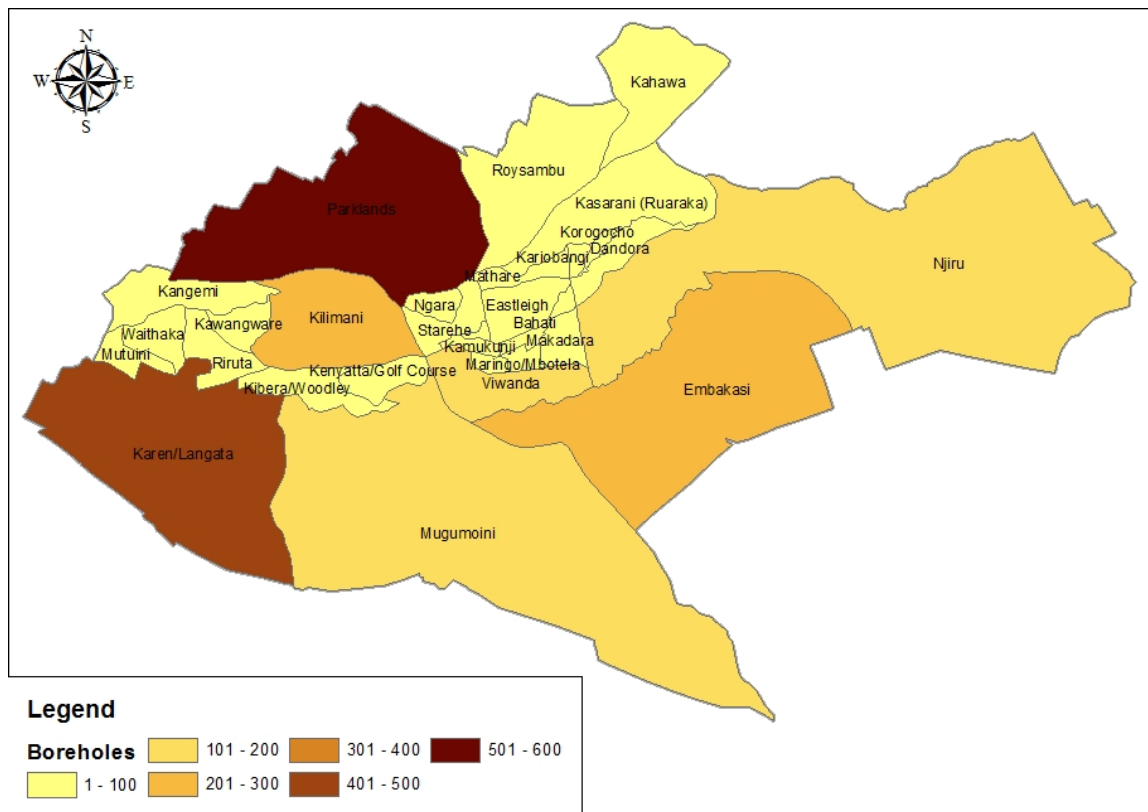 N
W E
S
Kahawa
Roysambu
Kasarani (Ruaraka)
Parklands
Korogocho
Dandora
Kariobangi
Njiru
Mathare
Kangemi
Ngara
Eastleigh
Kilimani
Bahati
Kawangware
Starehe
Waithaka
Makadara
Kamukunji
Mutuini
Riruta
Maringo/Mbotela
Kenyatta/Golf Course
Viwanda
Kibera/Woodley
Embakasi
Karen/Langata
Mugumoini
Legend
Boreholes 101 - 200 301 - 400 501 - 600
1 - 100 201 - 300 401 - 500